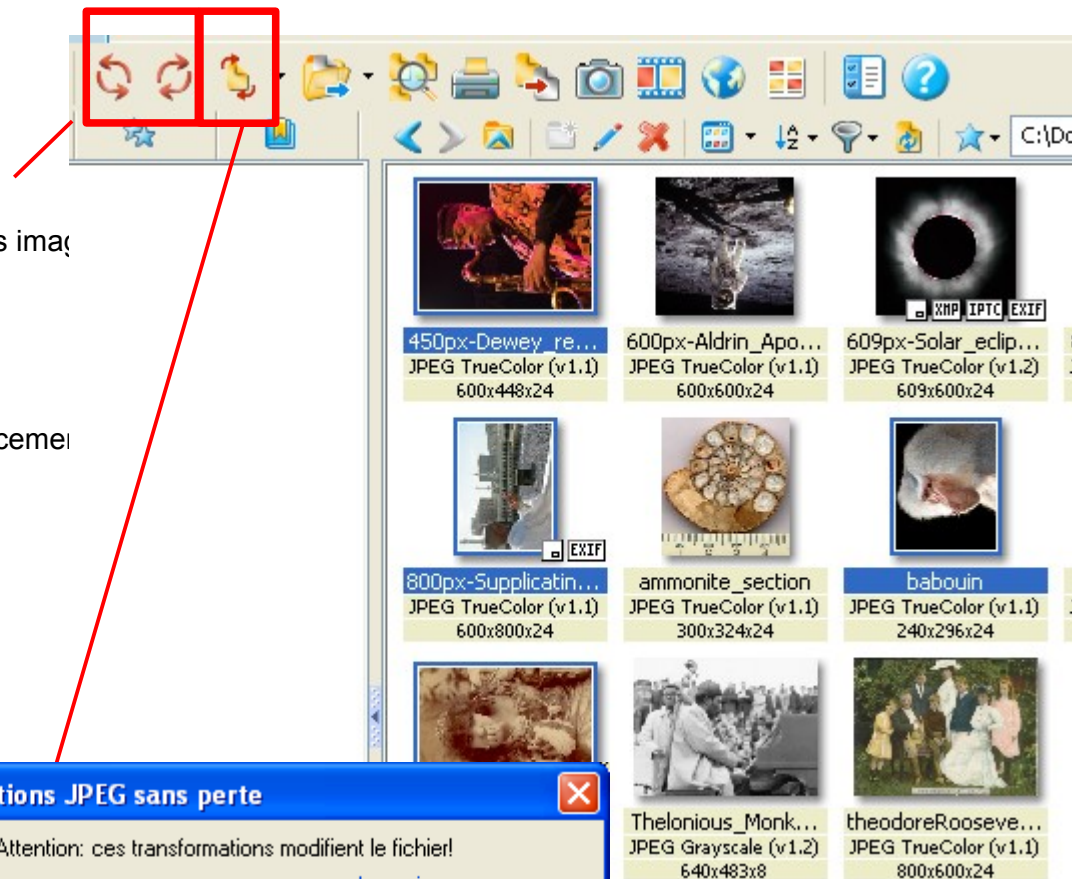 C:\Do
s imag
cemer
XMP IPTC EXIF
450px-Dewey_re...
JPEG TrueColor (v1.1)
600x448x24
600px-Aldrin_Apo...
JPEG TrueColor (v1.1)
600x600x24
609px-Solar_eclip...
JPEG TrueColor (v1.2)
609x600x24
EXIF
800px-Supplicatin...
JPEG TrueColor (v1.1)
600x800x24
ammonite_section
JPEG TrueColor (v1.1)
300x324x24
babouin
JPEG TrueColor (v1.1)
240x296x24
tions JPEG sans perte
Attention: ces transformations modifient le fichier!
Thelonious_Monk...
JPEG Grayscale (v1.2)
640x483x8
theodoreRooseve...
JPEG TrueColor (v1.1)
800x600x24